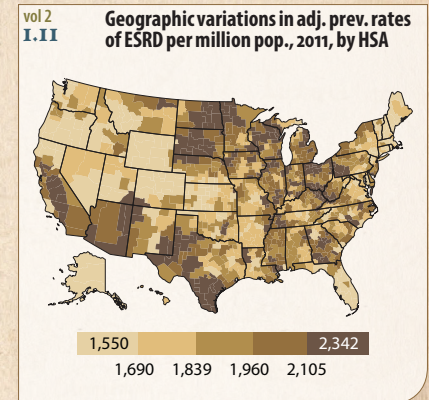 vol 2
1.11
Geographic variations in adj. prev. rates
of ESRD per million pop., 2011, by HSA
1,550
2,342
1,690 1,839 1,960 2,105